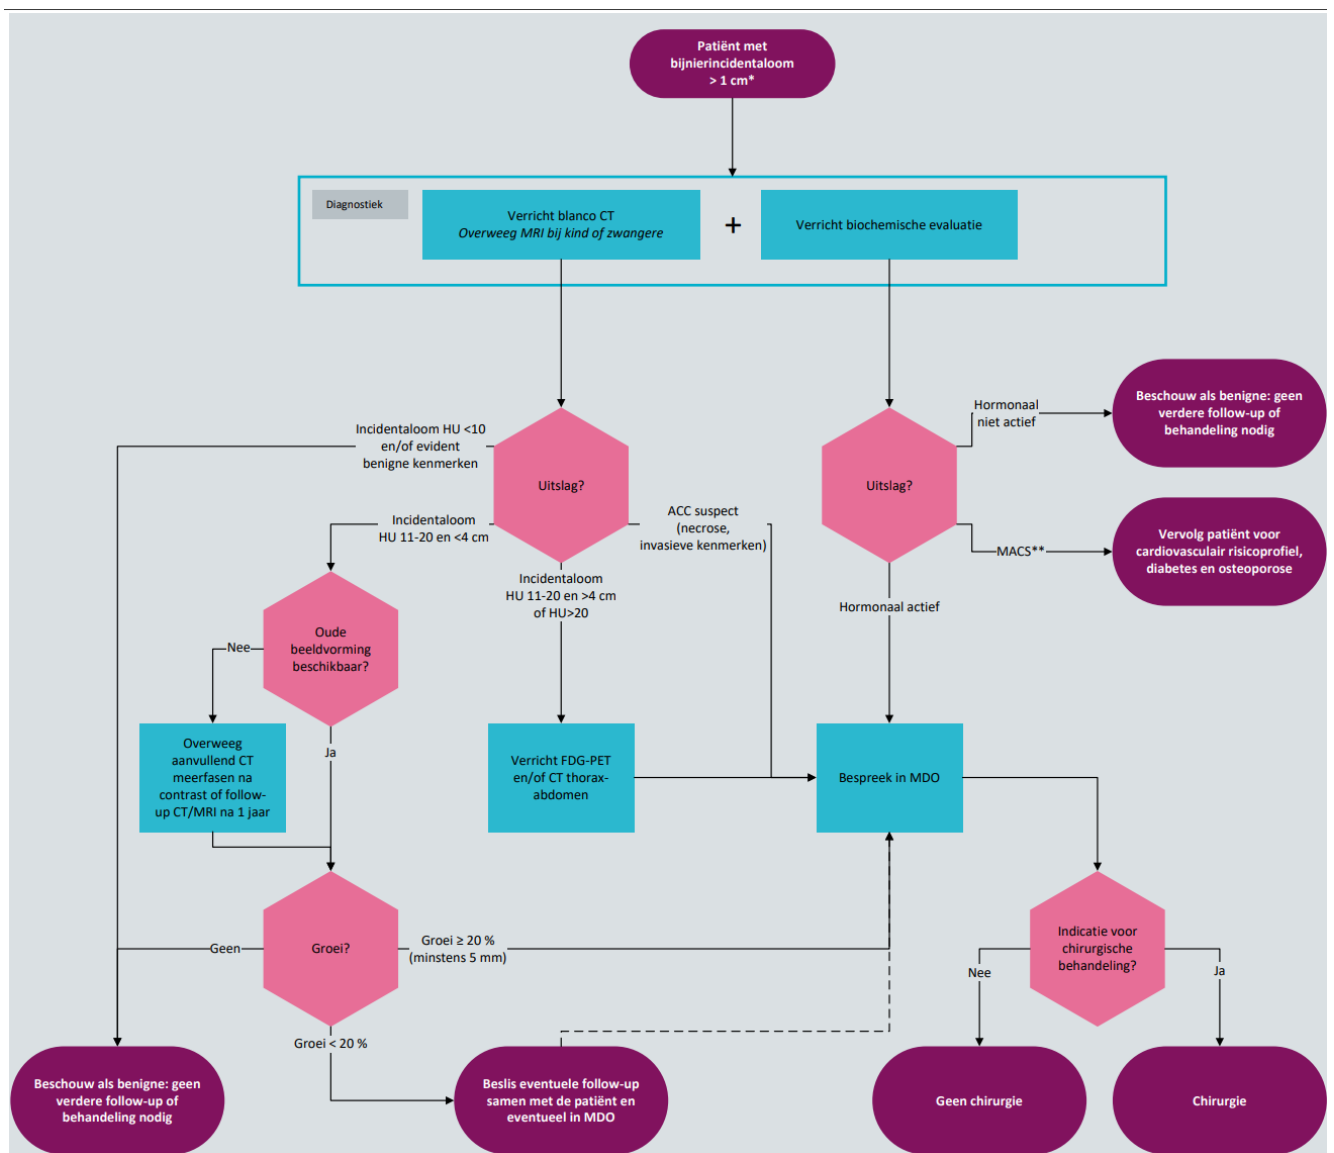 Patiënt met
bijnierincidentaloom
> 1 cm*
Diagnostiek
Verricht blanco CT
Overweeg MRI bij kind of zwangere
+
Verricht biochemische evaluatie
Incidentaloom HU <10
en/of evident
benigne kenmerken
Uitslag?
Incidentaloom
HU 11-20 en <4 cm
ACC suspect
(necrose,
invasieve kenmerken)
Incidentaloom
HU 11-20 en >4 cm
of HU>20
Uitslag?
Hormonaal
niet actief
Beschouw als benigne: geen
verdere follow-up of
behandeling nodig
MACS**
Vervolg patiënt voor
cardiovasculair risicoprofiel,
diabetes en osteoporose
Hormonaal actief
Oude
beeldvorming
beschikbaar?
Nee
Ja
Overweeg
aanvullend CT
meerfasen na
contrast of follow-
up CT/MRI na 1 jaar
Verricht FDG-PET
en/of CT thorax-
abdomen
Bespreek in MDO
Groei?
Geen
Groei ≥ 20 %
(minstens 5 mm)
Groei < 20 %
Indicatie voor
chirurgische
behandeling?
Nee
Ja
Beschouw als benigne: geen
verdere follow-up of
behandeling nodig
Beslis eventuele follow-up
samen met de patiënt en
eventueel in MDO
Geen chirurgie
Chirurgie